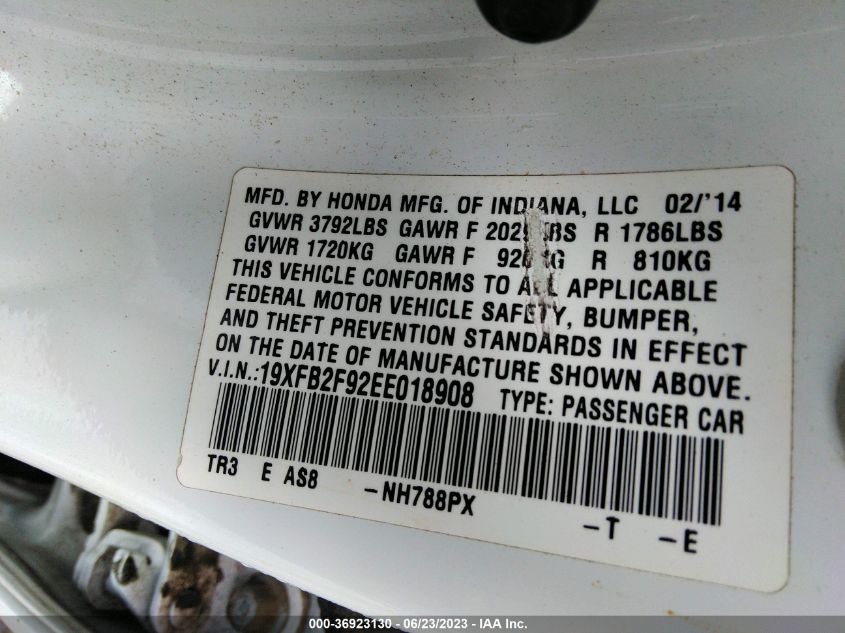 MFD. BY HONDA MFG. OF INDIANA, LLC 02/'14
GVWR 3792LBS GAWR F R 1786LBS
GVWR 1720KG GAWR F R 810KG
THIS VEHICLE CONFORMS TO ALL APPLICABLE
FEDERAL MOTOR VEHICLE SAFETY, BUMPER,
AND THEFT PREVENTION STANDARDS IN EFFECT
ON THE DATE OF MANUFACTURE SHOWN ABOVE.
V.I.N.:19XFB2F92EE018908 TYPE: PASSENGER CAR
TR3 E AS8 -NH788PX -T -E
000-36923130 - 06/23/2023 - IAA Inc.